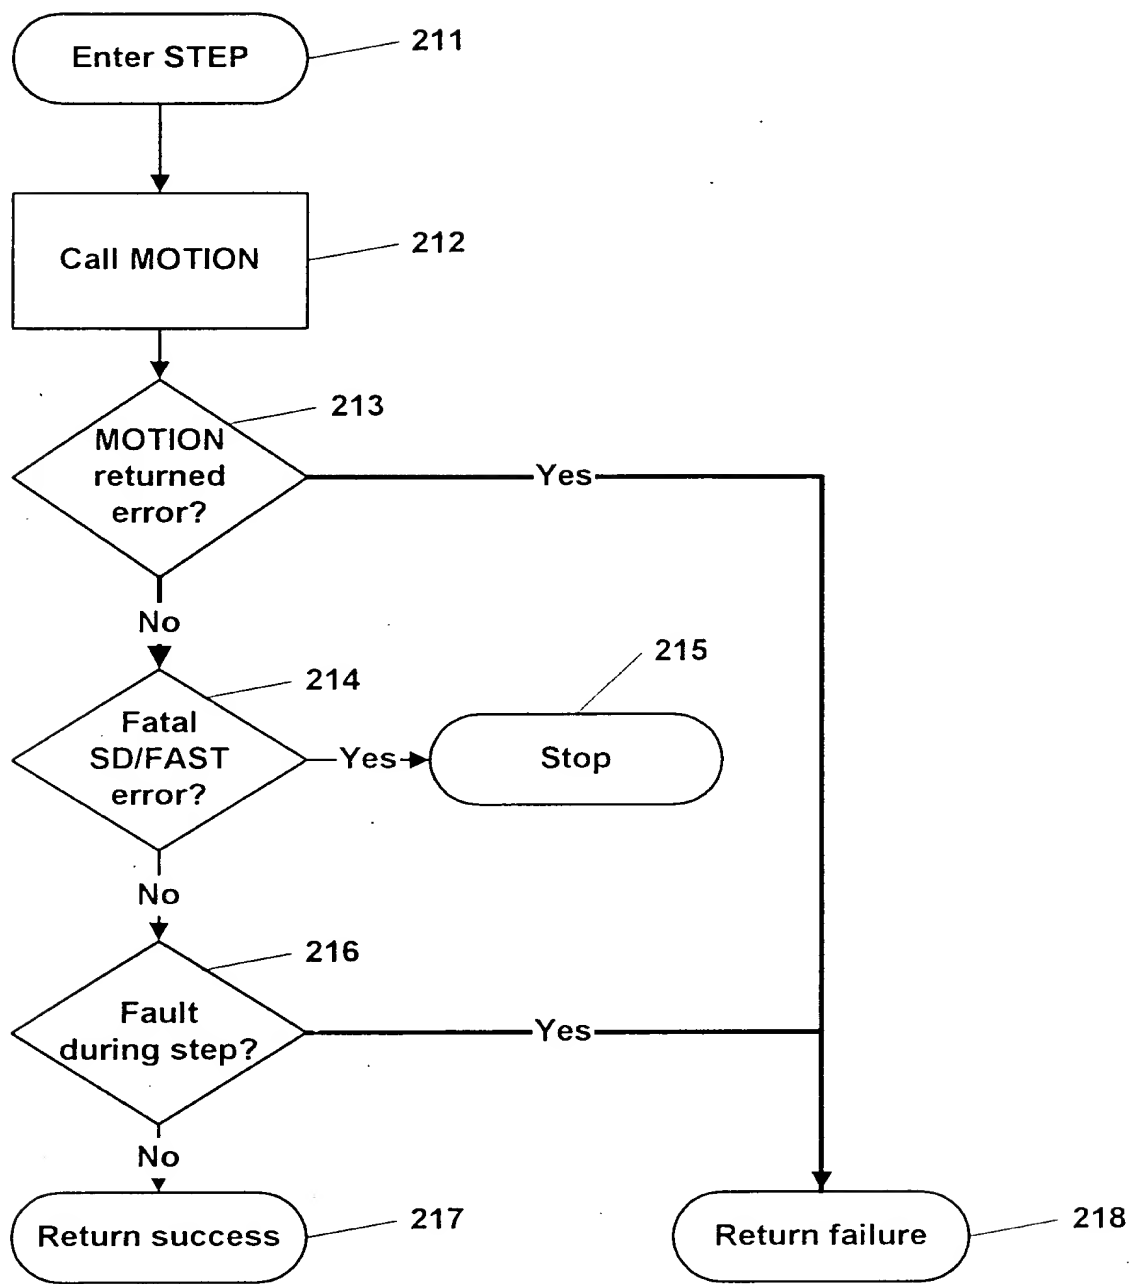 Enter STEP
211
Call MOTION
212
213
MOTION
returned
error?
Yes
No
214
215
Fatal
SD/FAST
error?
Yes
Stop
No
216
Fault
during step?
Yes
No
Return success
217
Return failure
218